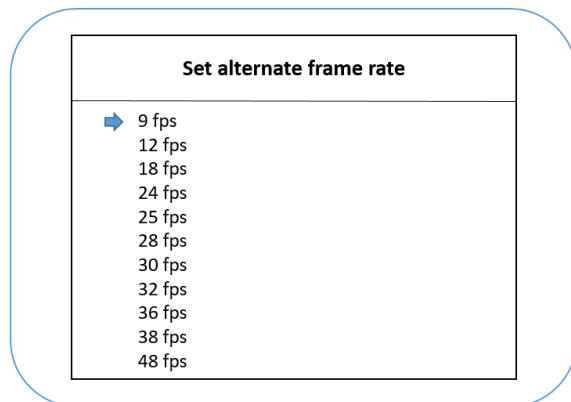 Set alternate frame rate
9 fps
12 fps
18 fps
24 fps
25 fps
28 fps
30 fps
32 fps
36 fps
38 fps
48 fps